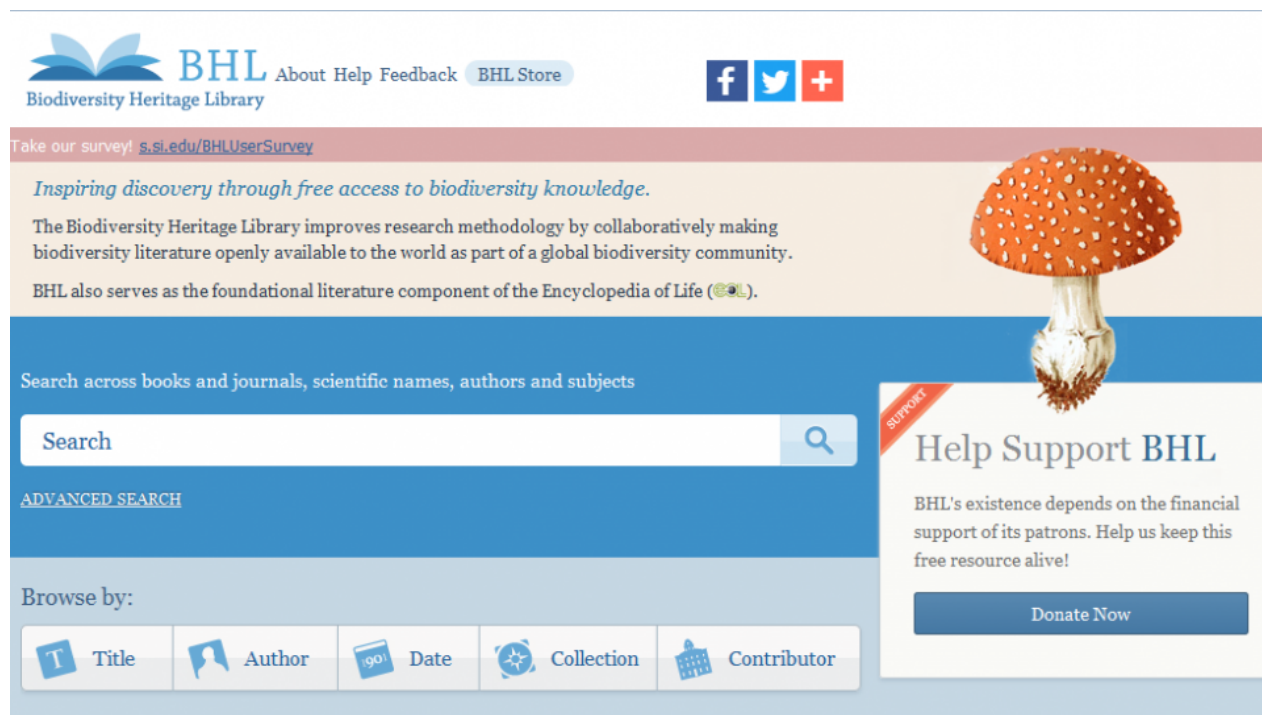 BHL About Help Feedback BHL Store
Biodiversity Heritage Library
Take our survey! s.si.edu/BHLUserSurvey
Inspiring discovery through free access to biodiversity knowledge.
The Biodiversity Heritage Library improves research methodology by collaboratively making
biodiversity literature openly available to the world as part of a global biodiversity community.
BHL also serves as the foundational literature component of the Encyclopedia of Life (EOL).
Search across books and journals, scientific names, authors and subjects
Search
ADVANCED SEARCH
SUPPORT
Help Support BHL
BHL's existence depends on the financial
support of its patrons. Help us keep this
free resource alive!
Donate Now
Browse by:
T Title Author 1901 Date Collection Contributor